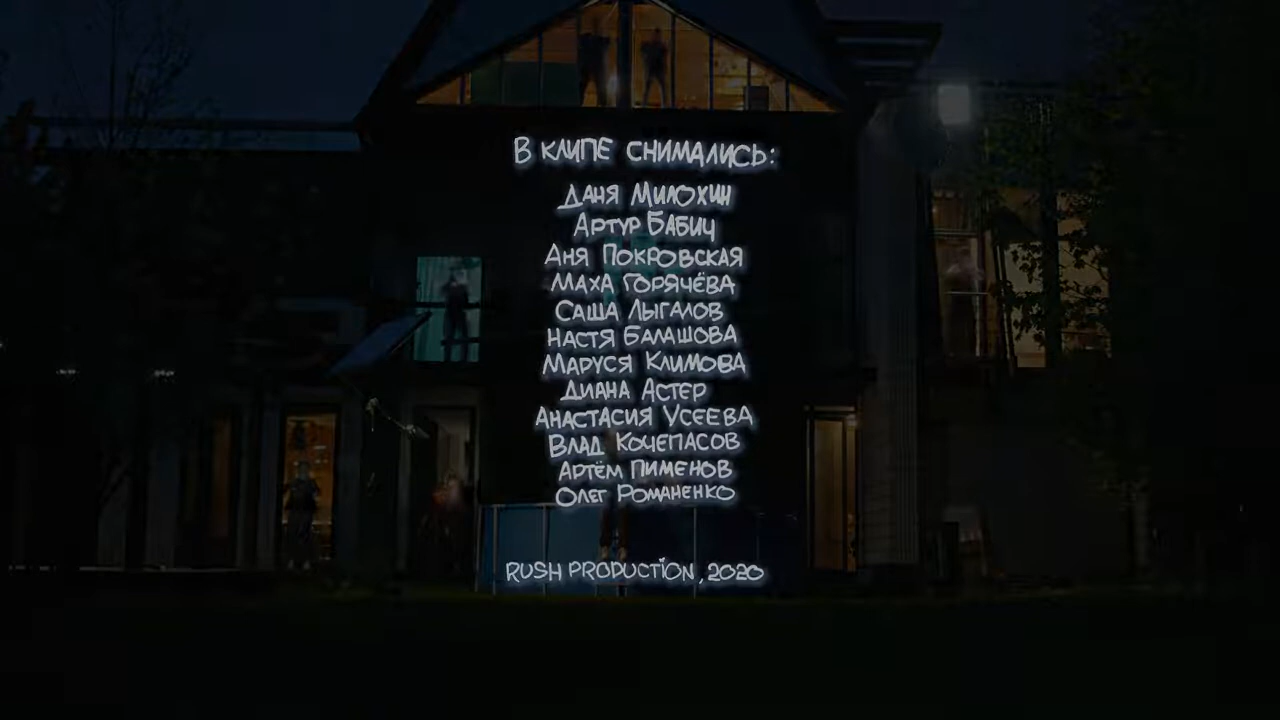 В КЛИПЕ СНИМАЛИСЬ:
ДАНЯ МИЛОХИН
АРТУР БАБИЧ
АНЯ ПОКРОВСКАЯ
МАХА ГОРЯЧЁВА
САША ЛЫГАЛОВ
НАСТЯ БАЛАШОВА
МАРУСЯ КЛИМОВА
ДИАНА АСТЕР
АНАСТАСИЯ УСЕЕВА
ВЛАД КОЧЕПАСОВ
АРТЁМ ПИМЕНОВ
ОЛЕГ РОМАНЕНКО
RUSH PRODUCTION, 2020